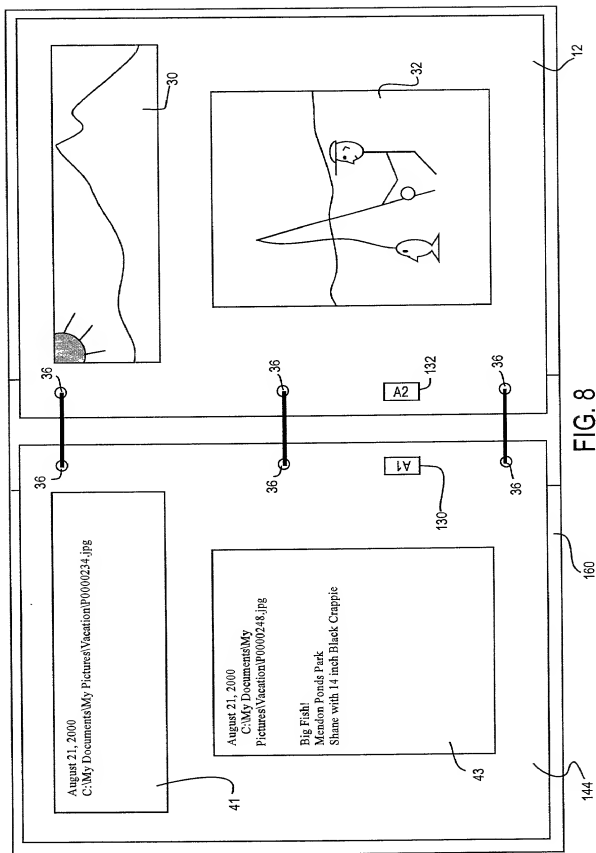 August 21, 2000
C:\My Documents\My Pictures\Vacation\P0000234.jpg
41
36
36
30
August 21, 2000
C:\My Documents\My
Pictures\Vacation\P0000248.jpg
Big Fish!
Mendon Ponds Park
Shane with 14 inch Black Crappie
43
36
36
32
A1
A2
130
132
36
36
144
160
12
FIG. 8